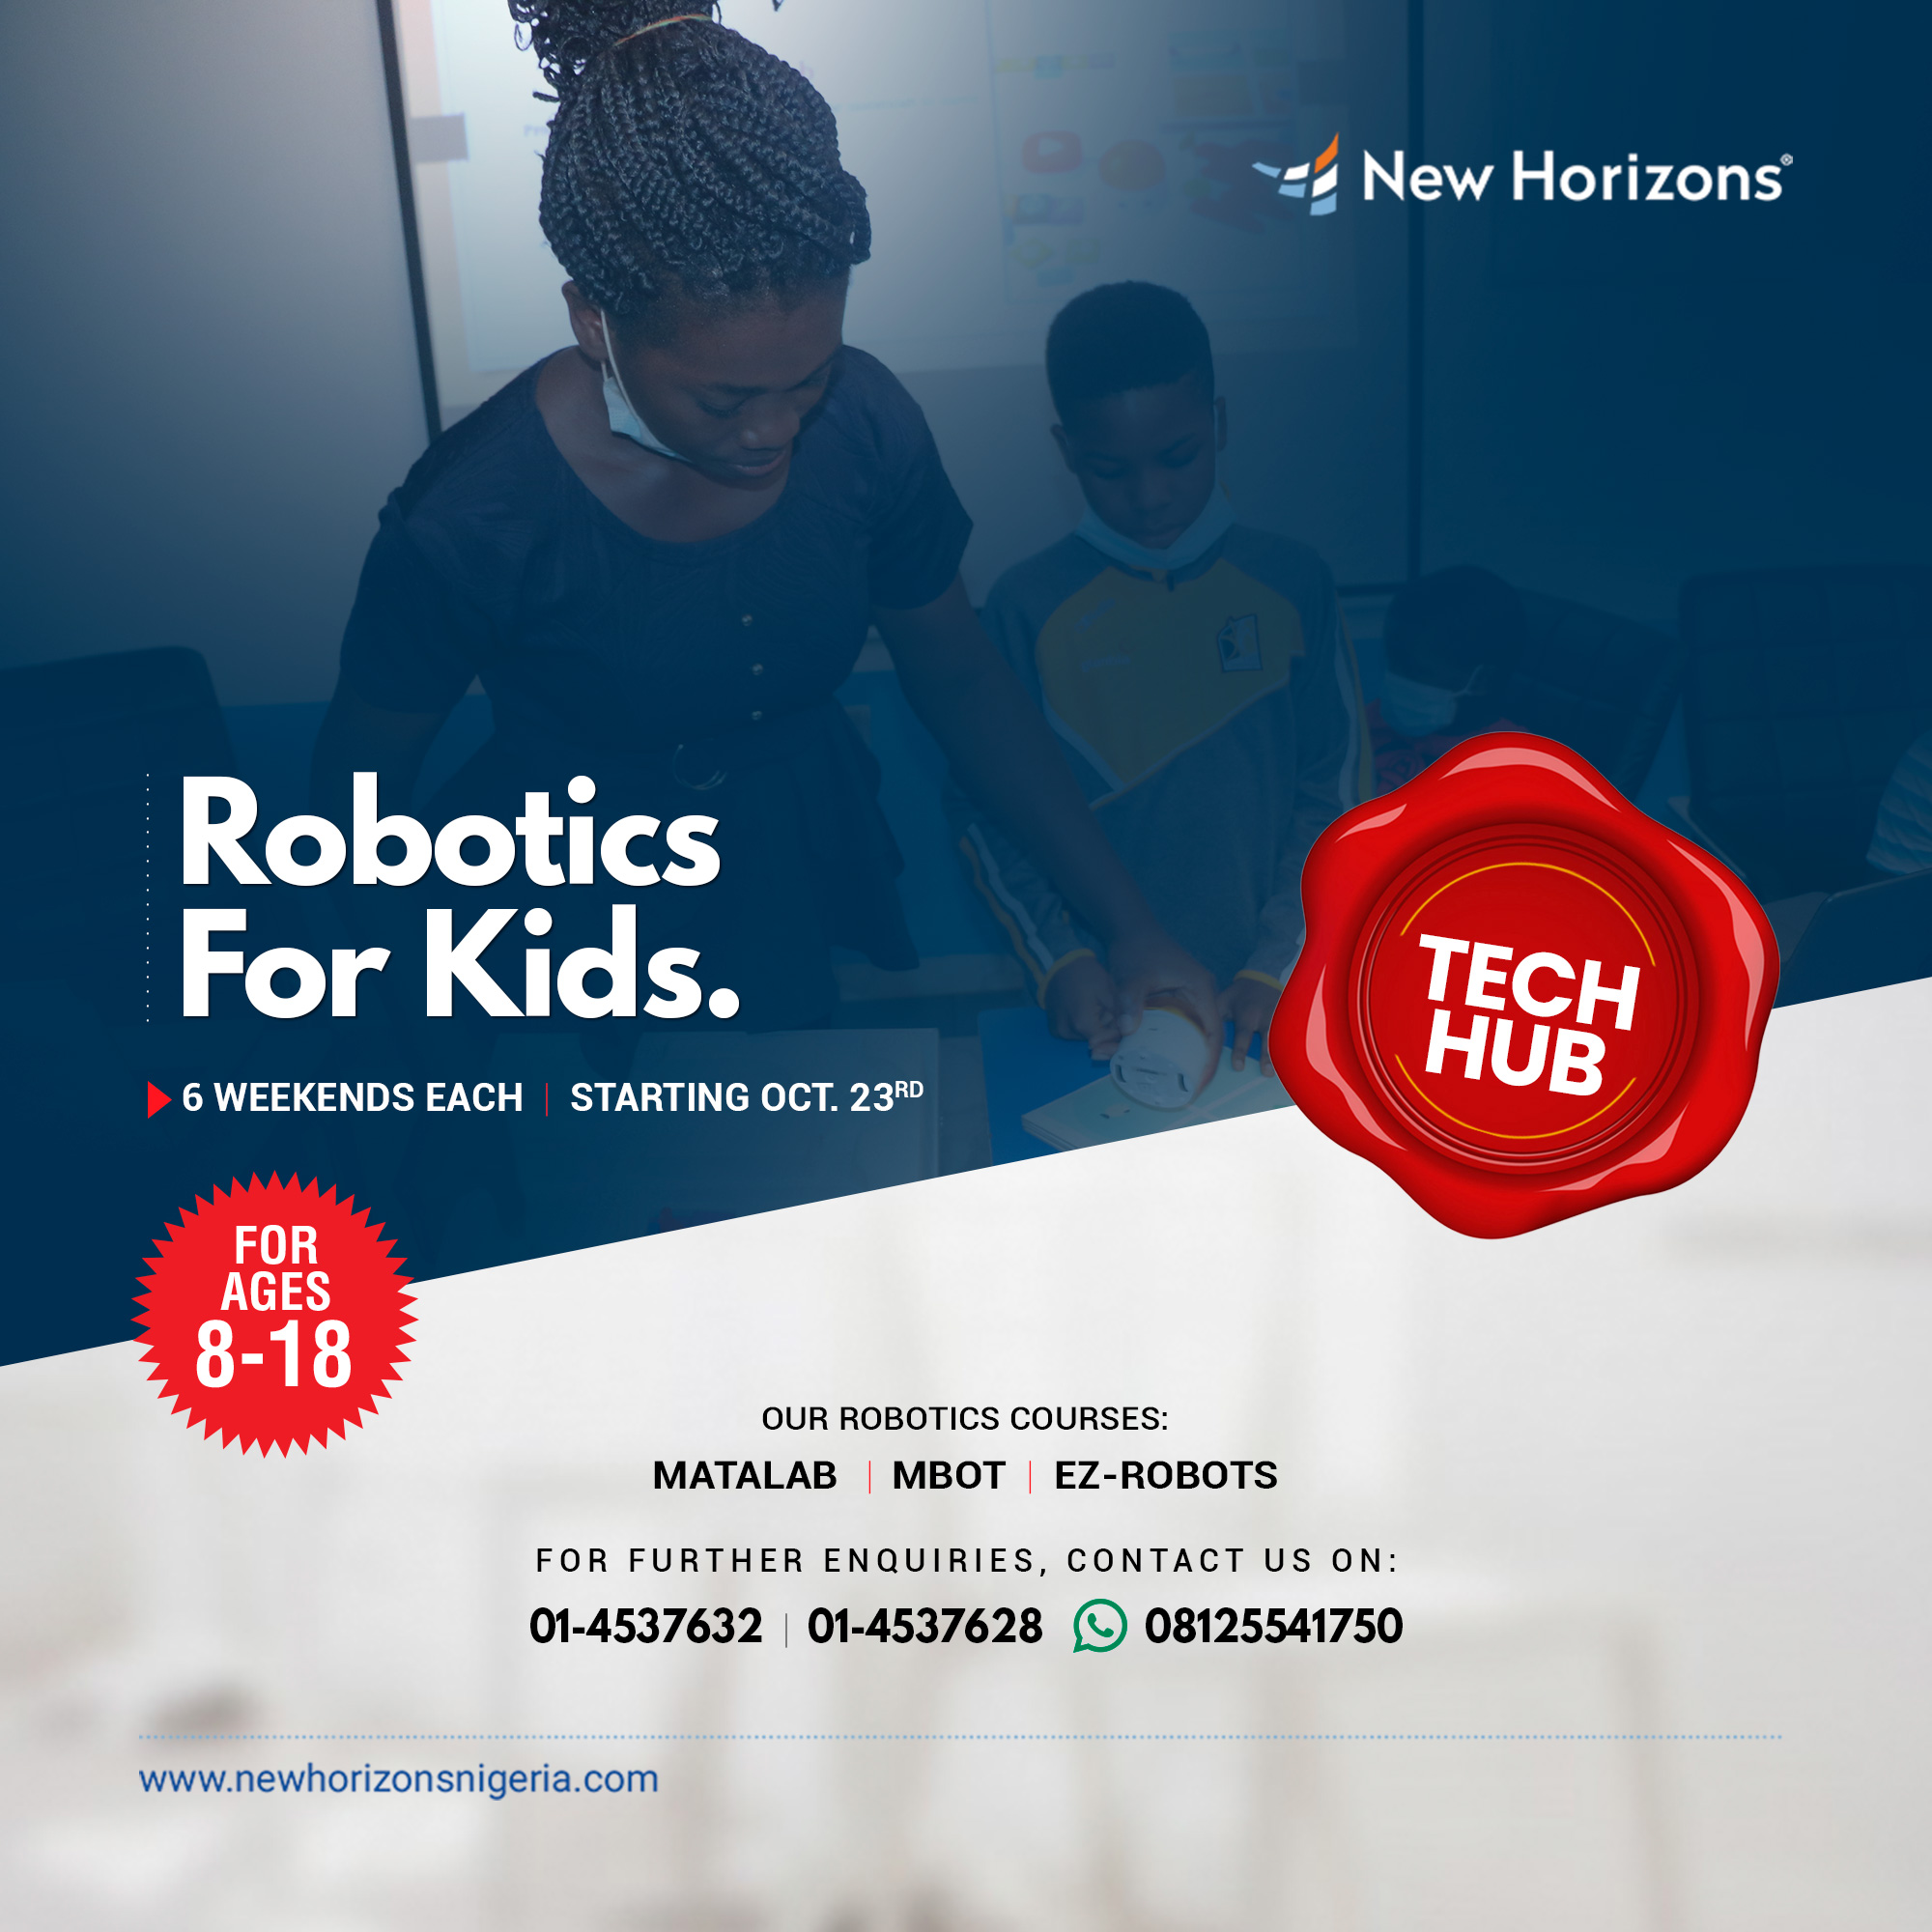 New Horizons®
Robotics
For Kids.
6 WEEKENDS EACH | STARTING OCT. 23RD
TECH
HUB
FOR
AGES
8-18
OUR ROBOTICS COURSES:
MATALAB | MBOT | EZ-ROBOTS
FOR FURTHER ENQUIRIES, CONTACT US ON:
01-4537632 | 01-4537628 08125541750
www.newhorizonsnigeria.com